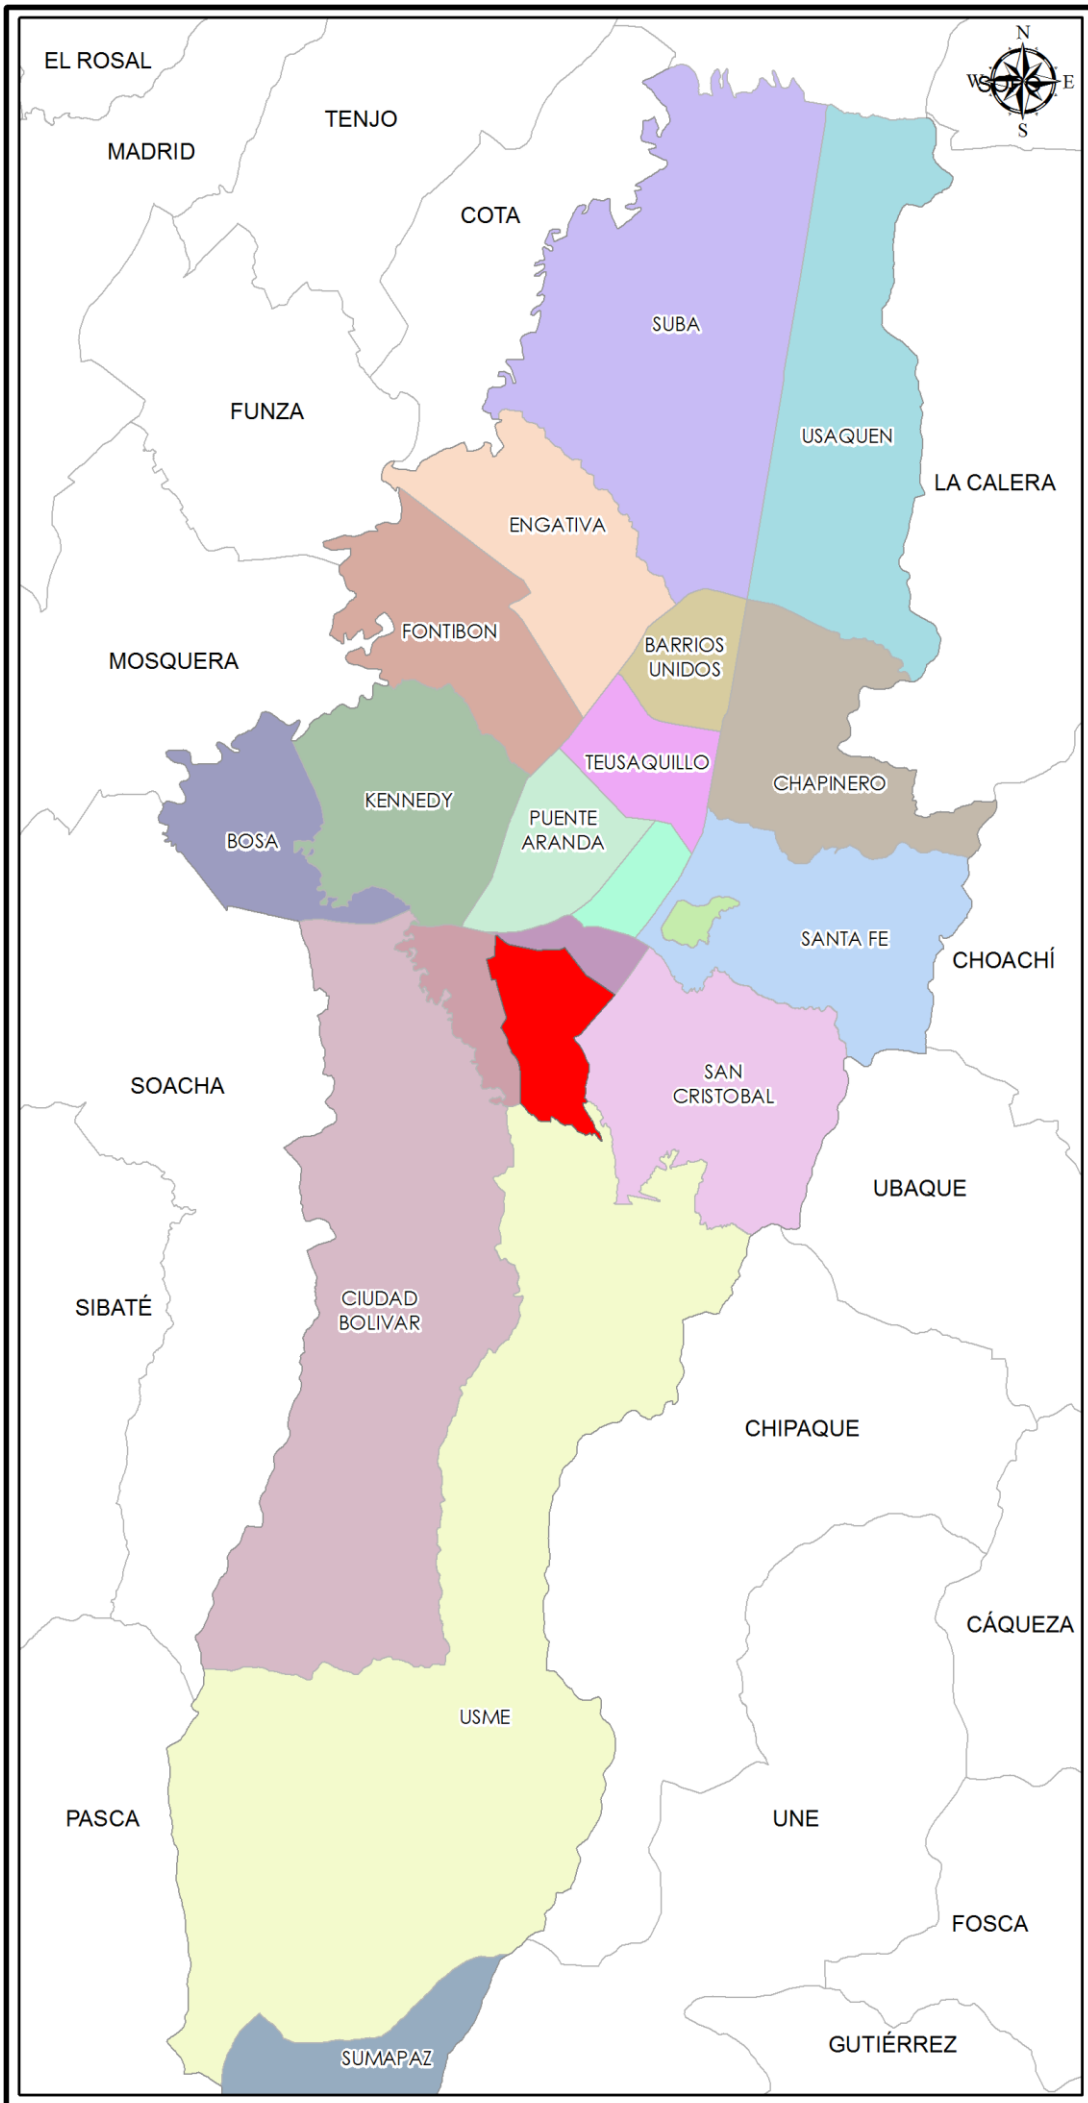 EL ROSAL
N
W
SOPO
E
S
TENJO
MADRID
COTA
SUBA
FUNZA
USAQUEN
LA CALERA
ENGATIVA
FONTIBON
BARRIOS
UNIDOS
MOSQUERA
TEUSAQUILLO
CHAPINERO
KENNEDY
PUENTE
ARANDA
BOSA
SANTA FE
CHOACHÍ
SOACHA
SAN
CRISTOBAL
UBAQUE
CIUDAD
BOLIVAR
SIBATÉ
CHIPAQUE
CÁQUEZA
USME
PASCA
UNE
FOSCA
GUTIÉRREZ
SUMAPAZ